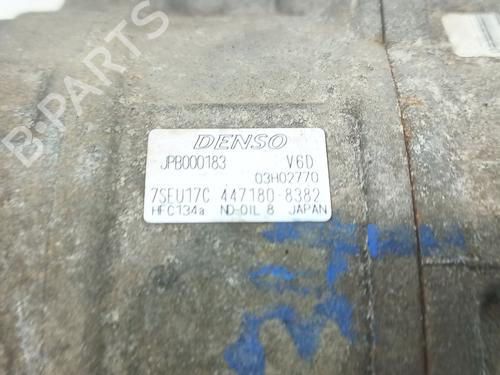 DENSO
JPB000183 V6D
03H02770
7SEU17C 447180-8382
HFC134a ND-OIL 8 JAPAN
B-PARTS